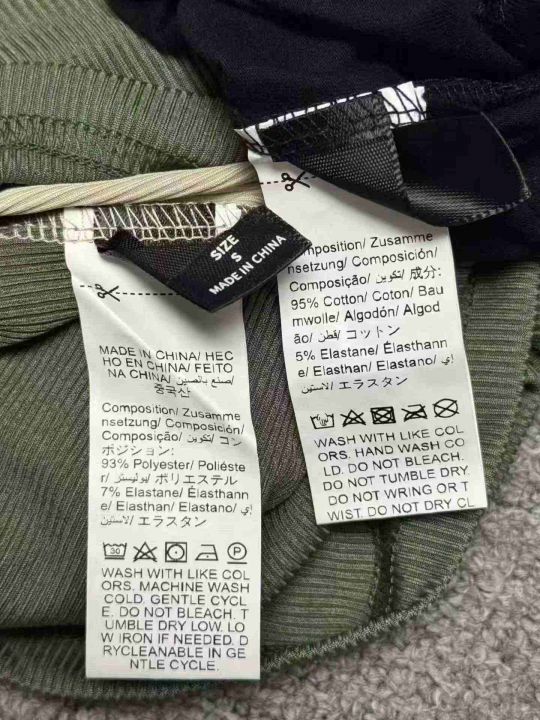 SIZE
S
MADE IN CHINA
MADE IN CHINA/ HEC
HO EN CHINA/ FEITO
NA CHINA/ صنع بالصين/
중국산
Composition/ Zusamme
nsetzung/ Composición/
Composição/ تكوين/ コン
ポジション:
93% Polyester/ Poliéste
r/ بوليستر/ ポリエステル
7% Elastane/ Élasthann
e/ Elasthan/ Elastano/ إي
لاستين/ エラスタン
30
P
WASH WITH LIKE COL
ORS. MACHINE WASH
COLD. GENTLE CYCL
E. DO NOT BLEACH. T
UMBLE DRY LOW. LO
W IRON IF NEEDED. D
RYCLEANABLE IN GE
NTLE CYCLE.
mposition/ Zusamme
nsetzung/ Composición/
Composição/ تكوين/ 成分:
95% Cotton/ Coton/ Bau
mwolle/ Algodón/ Algod
ão/ قطن/ コットン
5% Elastane/ Élasthann
e/ Elasthan/ Elastano/ إي
لاستين/ エラスタン
WASH WITH LIKE COL
ORS. HAND WASH CO
LD. DO NOT BLEACH.
DO NOT TUMBLE DRY.
DO NOT WRING OR T
WIST. DO NOT DRY CL